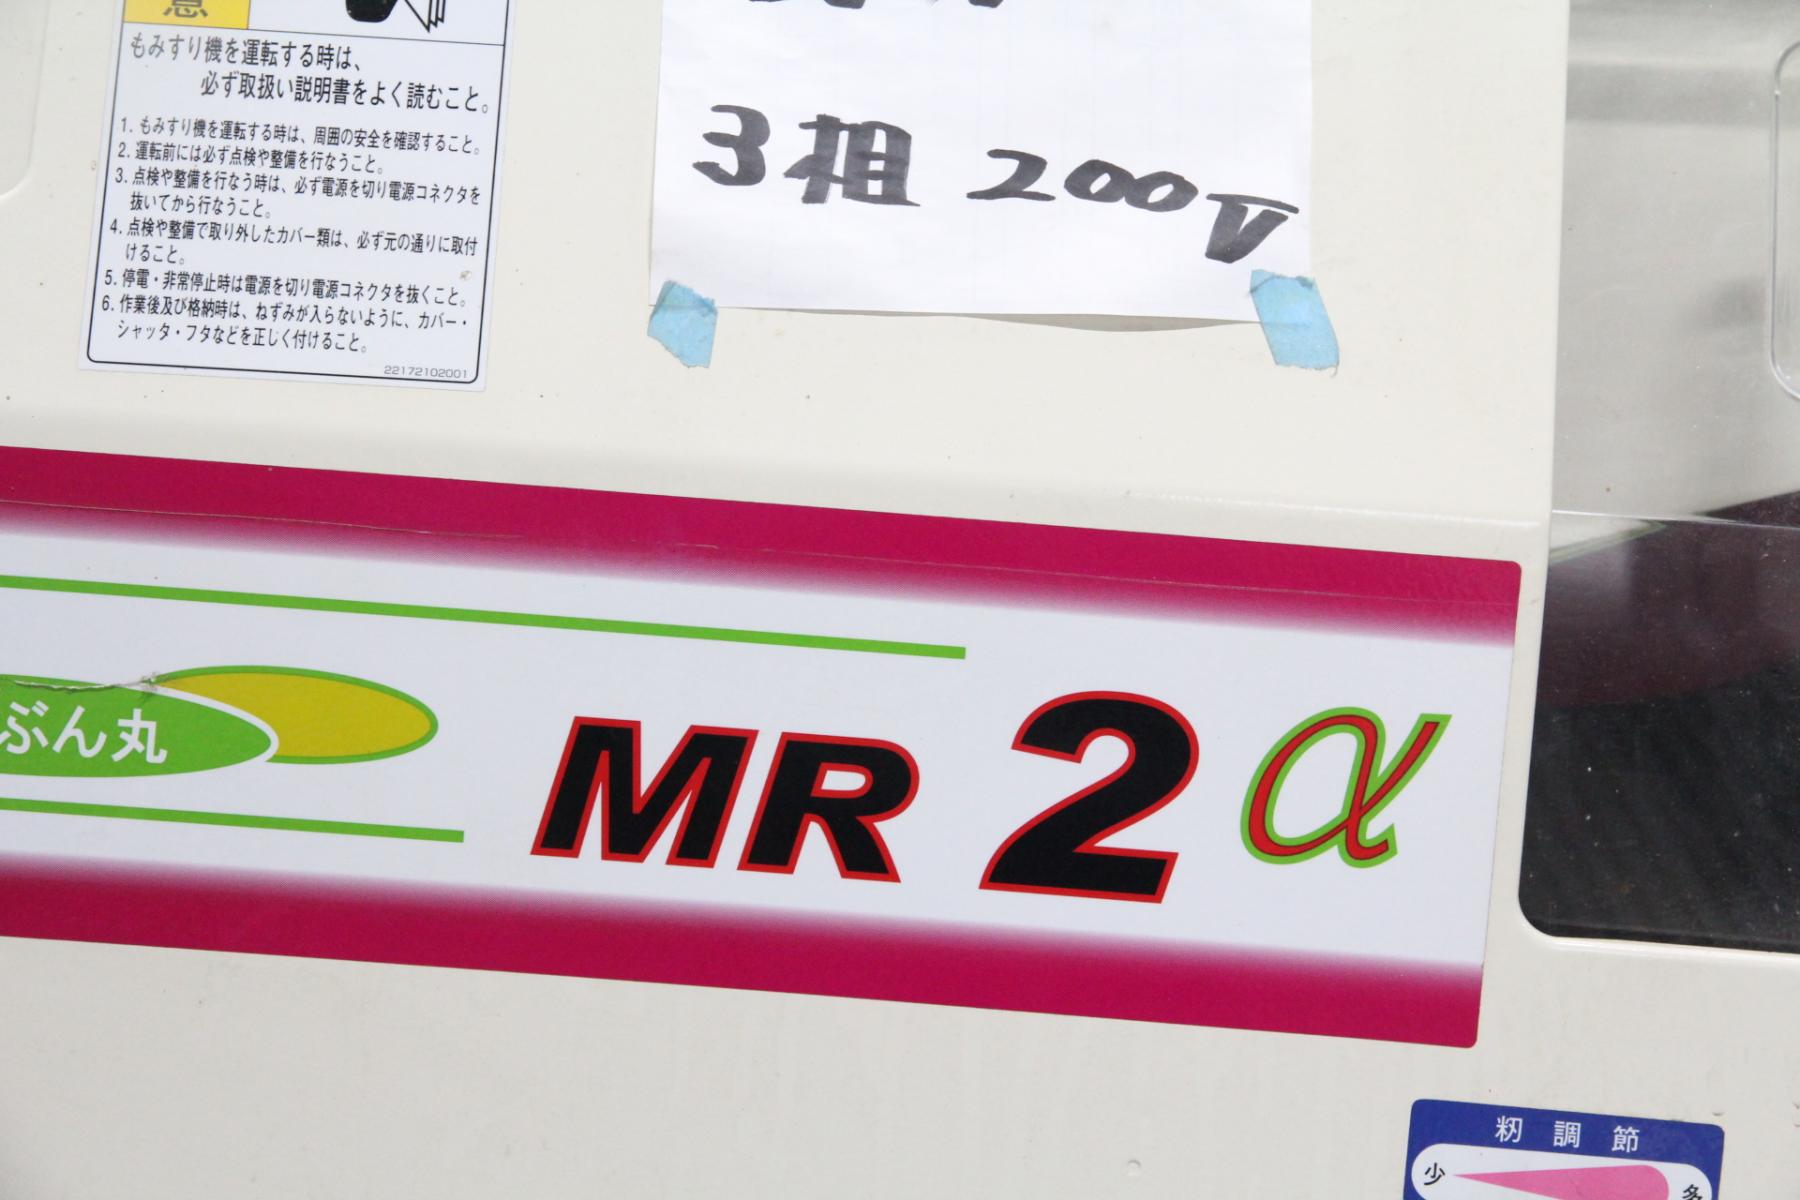 意
もみすり機を運転する時は、
必ず取扱い説明書をよく読むこと。
1. もみすり機を運転する時は、周囲の安全を確認すること。
2. 運転前には必ず点検や整備を行なうこと。
3. 点検や整備を行なう時は、必ず電源を切り電源コネクタを
抜いてから行なうこと。
4. 点検や整備で取り外したカバー類は、必ず元の通りに取付
けること。
5. 停電・非常停止時は電源を切り電源コネクタを抜くこと。
6. 作業後及び格納時は、ねずみが入らないように、カバー・
シャッタ・フタなどを正しく付けること。
22172102001
3相 200V
ぶん丸
MR 2α
籾調節
少 多